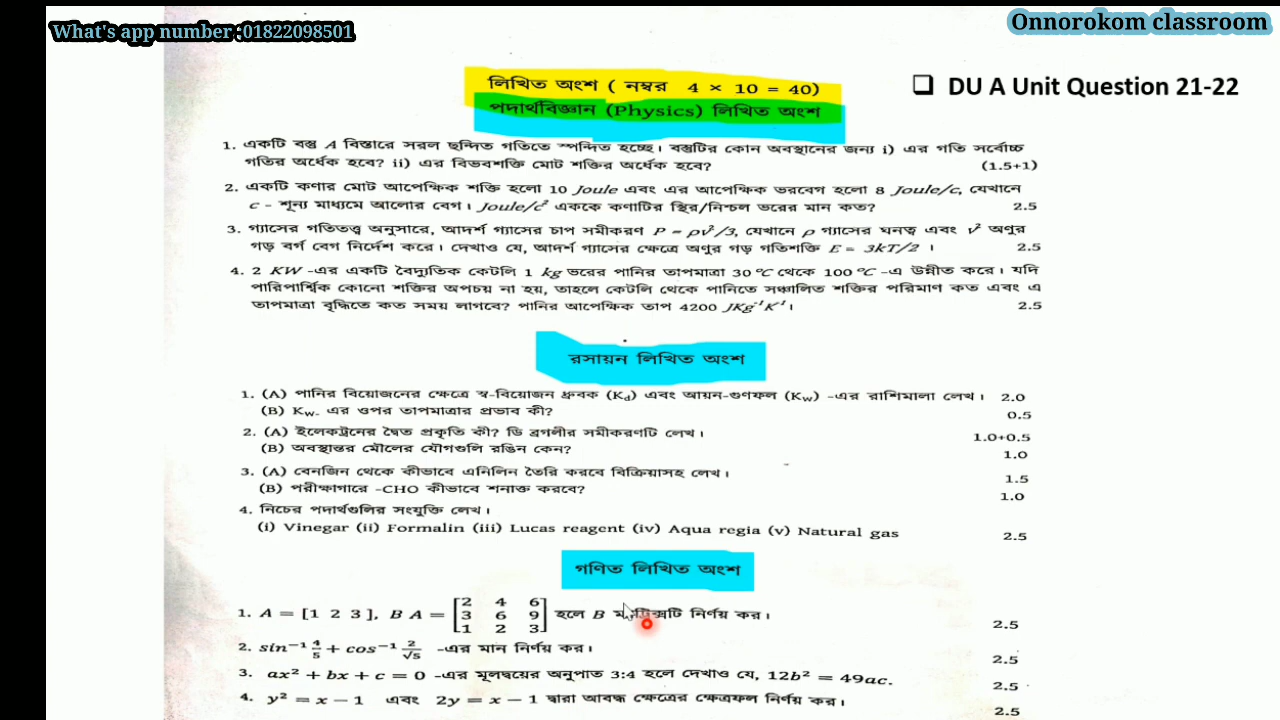 What's app number :01822098501
Onnorokom classroom
❑ DU A Unit Question 21-22
লিখিত অংশ ( নম্বর 4 × 10 = 40)
পদার্থবিজ্ঞান (Physics) লিখিত অংশ
1. একটি বস্তু A বিস্তারে সরল ছন্দিত গতিতে স্পন্দিত হচ্ছে। বস্তুটির কোন অবস্থানের জন্য i) এর গতি সর্বোচ্চ
গতির অর্ধেক হবে? ii) এর বিভবশক্তি মোট শক্তির অর্ধেক হবে? (1.5+1)
2. একটি কণার মোট আপেক্ষিক শক্তি হলো 10 Joule এবং এর আপেক্ষিক ভরবেগ হলো 8 Joule/c, যেখানে
c - শূন্য মাধ্যমে আলোর বেগ। Joule/c² এককে কণাটির স্থির/নিশ্চল ভরের মান কত? 2.5
3. গ্যাসের গতিতত্ত্ব অনুসারে, আদর্শ গ্যাসের চাপ সমীকরণ P = ρv²/3, যেখানে ρ গ্যাসের ঘনত্ব এবং v² অণুর
গড় বর্গ বেগ নির্দেশ করে। দেখাও যে, আদর্শ গ্যাসের ক্ষেত্রে অণুর গড় গতিশক্তি E = 3kT/2 । 2.5
4. 2 KW -এর একটি বৈদ্যুতিক কেটলি 1 kg ভরের পানির তাপমাত্রা 30 °C থেকে 100 °C -এ উন্নীত করে। যদি
পারিপার্শ্বিক কোনো শক্তির অপচয় না হয়, তাহলে কেটলি থেকে পানিতে সঞ্চালিত শক্তির পরিমাণ কত এবং এ
তাপমাত্রা বৃদ্ধিতে কত সময় লাগবে? পানির আপেক্ষিক তাপ 4200 JKg⁻¹K⁻¹। 2.5
রসায়ন লিখিত অংশ
1. (A) পানির বিয়োজনের ক্ষেত্রে স্ব-বিয়োজন ধ্রুবক (K_d) এবং আয়ন-গুণফল (K_w) -এর রাশিমালা লেখ। 2.0
(B) K_w- এর ওপর তাপমাত্রার প্রভাব কী? 0.5
2. (A) ইলেকট্রনের দ্বৈত প্রকৃতি কী? ডি ব্রগলীর সমীকরণটি লেখ। 1.0+0.5
(B) অবস্থান্তর মৌলের যৌগগুলি রঙিন কেন? 1.0
3. (A) বেনজিন থেকে কীভাবে এনিলিন তৈরি করবে বিক্রিয়াসহ লেখ। 1.5
(B) পরীক্ষাগারে -CHO কীভাবে শনাক্ত করবে? 1.0
4. নিচের পদার্থগুলির সংযুক্তি লেখ।
(i) Vinegar (ii) Formalin (iii) Lucas reagent (iv) Aqua regia (v) Natural gas 2.5
গণিত লিখিত অংশ
1. A = [1 2 3], B A = [2 4 6; 3 6 9; 1 2 3] হলে B ম্যাট্রিক্সটি নির্ণয় কর। 2.5
2. sin⁻¹ 4/5 + cos⁻¹ 2/√5 -এর মান নির্ণয় কর। 2.5
3. ax² + bx + c = 0 -এর মূলদ্বয়ের অনুপাত 3:4 হলে দেখাও যে, 12b² = 49ac. 2.5
4. y² = x − 1 এবং 2y = x − 1 দ্বারা আবদ্ধ ক্ষেত্রের ক্ষেত্রফল নির্ণয় কর। 2.5